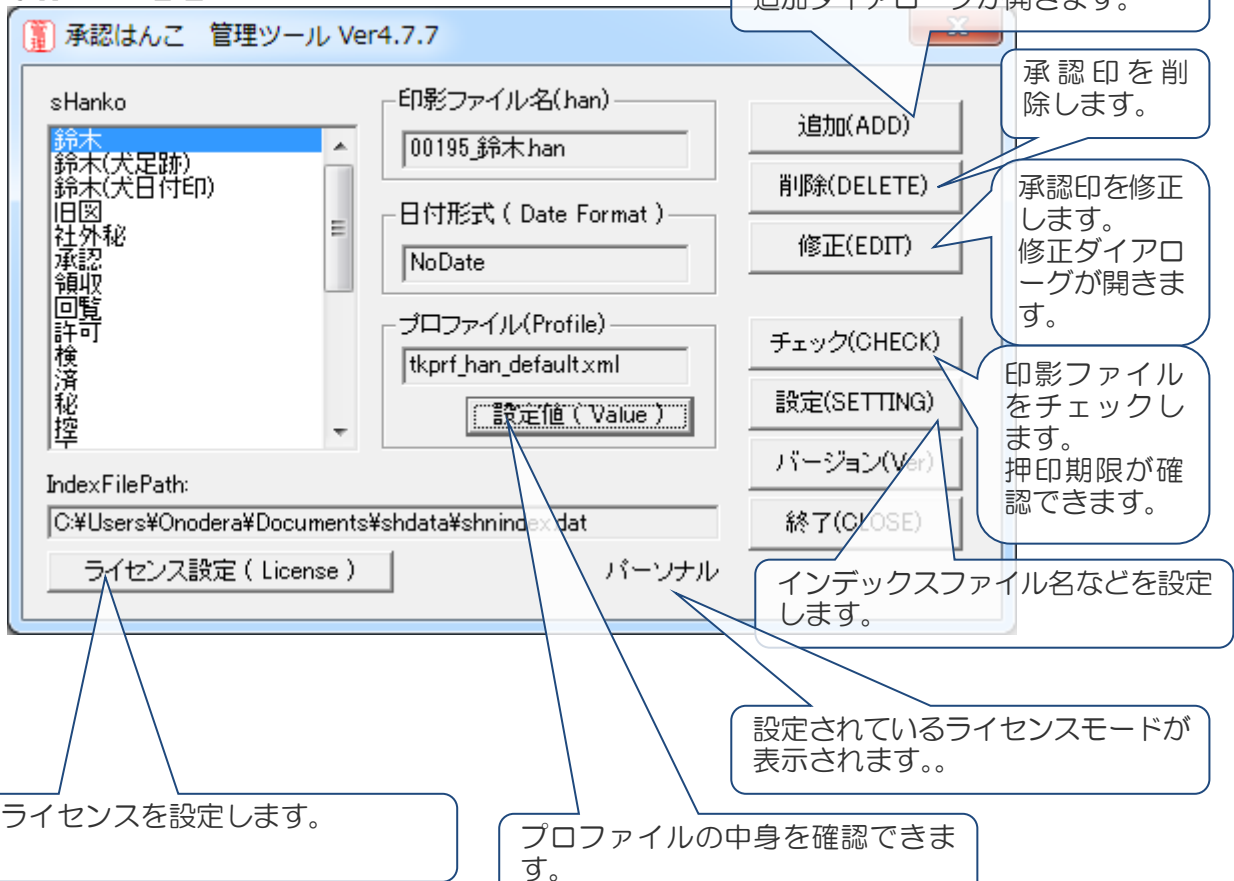 追加ダイアローグが開きます。
承認はんこ　管理ツール Ver4.7.7
承認印を削
除します。
sHanko
鈴木
鈴木(犬足跡)
鈴木(犬日付印)
旧図
社外秘
承認
領収
回覧
許可
検
済
秘
控
印影ファイル名(han)
00195_鈴木.han
日付形式 ( Date Format )
NoDate
プロファイル(Profile)
tkprf_han_default.xml
設定値 ( Value )
追加(ADD)
削除(DELETE)
修正(EDIT)
チェック(CHECK)
設定(SETTING)
バージョン(Ver)
終了(CLOSE)
承認印を修正
します。
修正ダイアロ
ーグが開きま
す。
印影ファイル
をチェックし
ます。
押印期限が確
認できます。
IndexFilePath:
C:¥Users¥Onodera¥Documents¥shdata¥shnindex.dat
ライセンス設定 ( License )
パーソナル
インデックスファイル名などを設定
します。
設定されているライセンスモードが
表示されます。。
ライセンスを設定します。
プロファイルの中身を確認できま
す。